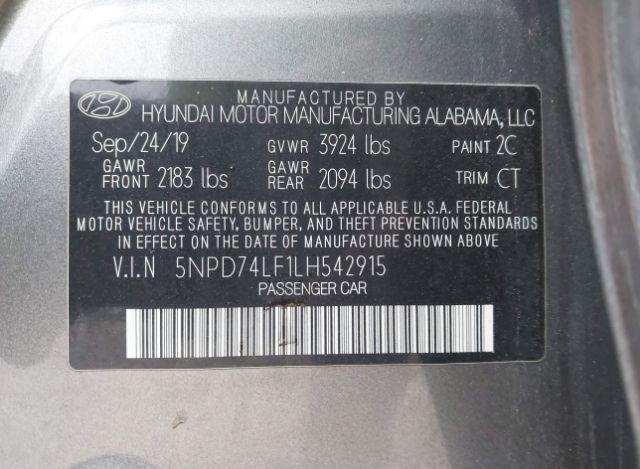 MANUFACTURED BY
HYUNDAI MOTOR MANUFACTURING ALABAMA, LLC
Sep/24/19 GVWR 3924 lbs PAINT 2C
GAWR FRONT 2183 lbs GAWR REAR 2094 lbs TRIM CT
THIS VEHICLE CONFORMS TO ALL APPLICABLE U.S.A. FEDERAL
MOTOR VEHICLE SAFETY, BUMPER, AND THEFT PREVENTION STANDARDS
IN EFFECT ON THE DATE OF MANUFACTURE SHOWN ABOVE
V.I.N 5NPD74LF1LH542915
PASSENGER CAR